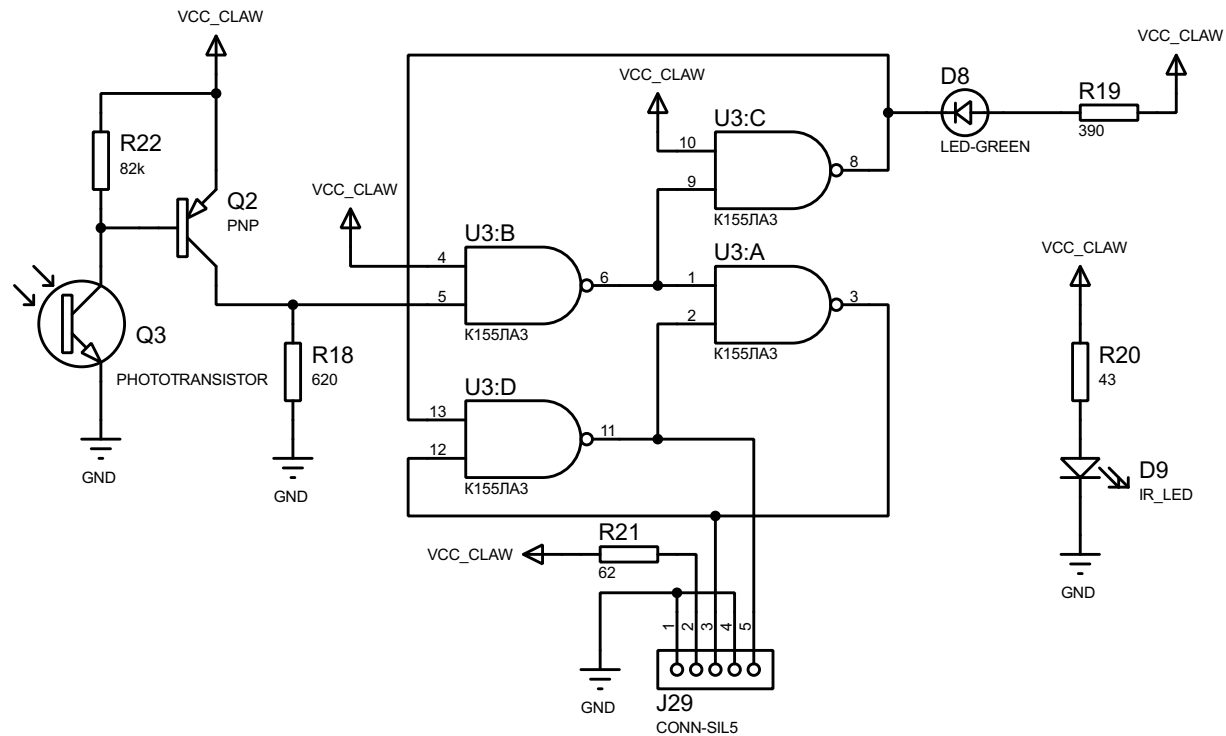 VCC_CLAW
R22
82k
Q2
PNP
Q3
PHOTOTRANSISTOR
GND
R18
620
GND
VCC_CLAW
U3:B
4
5
6
К155ЛА3
VCC_CLAW
U3:C
10
9
8
К155ЛА3
U3:A
1
2
3
К155ЛА3
U3:D
13
12
11
К155ЛА3
D8
LED-GREEN
R19
390
VCC_CLAW
VCC_CLAW
R20
43
D9
IR_LED
GND
VCC_CLAW
R21
62
1
2
3
4
5
GND
J29
CONN-SIL5